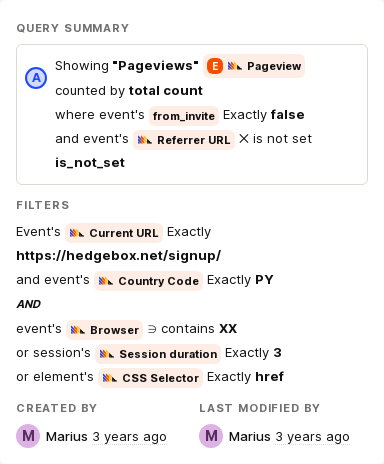 QUERY SUMMARY
A
Showing "Pageviews" E Pageview
counted by total count
where event's from_invite Exactly false
and event's Referrer URL ✕ is not set
is_not_set
FILTERS
Event's Current URL Exactly
https://hedgebox.net/signup/
and event's Country Code Exactly PY
AND
event's Browser ∋ contains XX
or session's Session duration Exactly 3
or element's CSS Selector Exactly href
CREATED BY LAST MODIFIED BY
M Marius 3 years ago M Marius 3 years ago